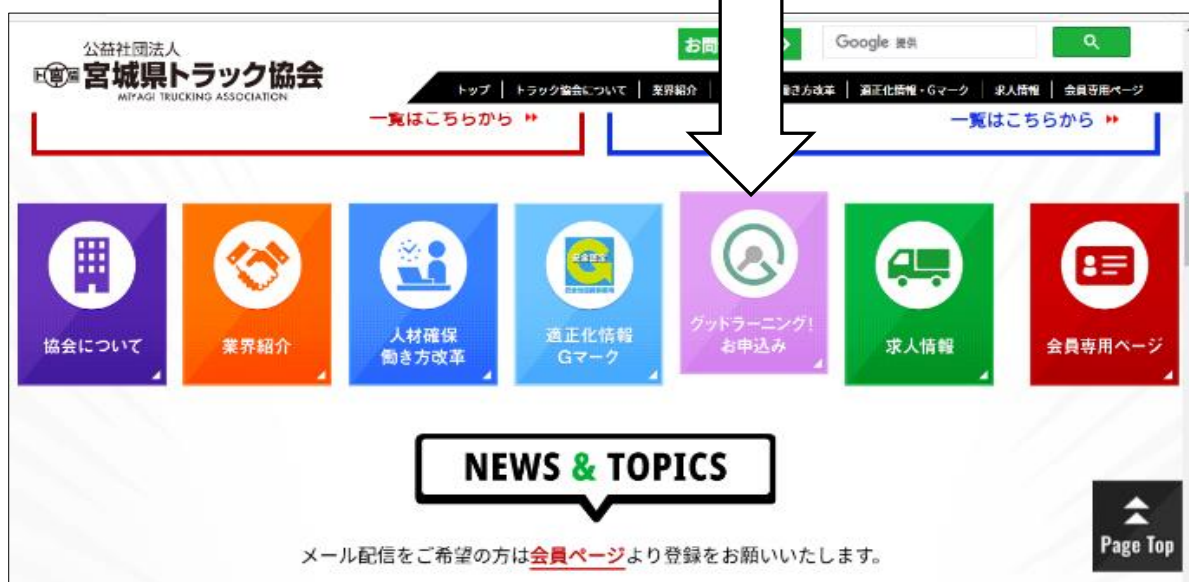 公益社団法人
宮城県トラック協会
MIYAGI TRUCKING ASSOCIATION
お問
Google 提供
トップ | トラック協会について | 業界紹介 | 働き方改革 | 適正化情報・Gマーク | 求人情報 | 会員専用ページ
一覧はこちらから
一覧はこちらから
協会について
業界紹介
人材確保
働き方改革
適正化情報
Gマーク
グッドラーニング!
お申込み
求人情報
会員専用ページ
NEWS & TOPICS
メール配信をご希望の方は会員ページより登録をお願いいたします。
Page Top